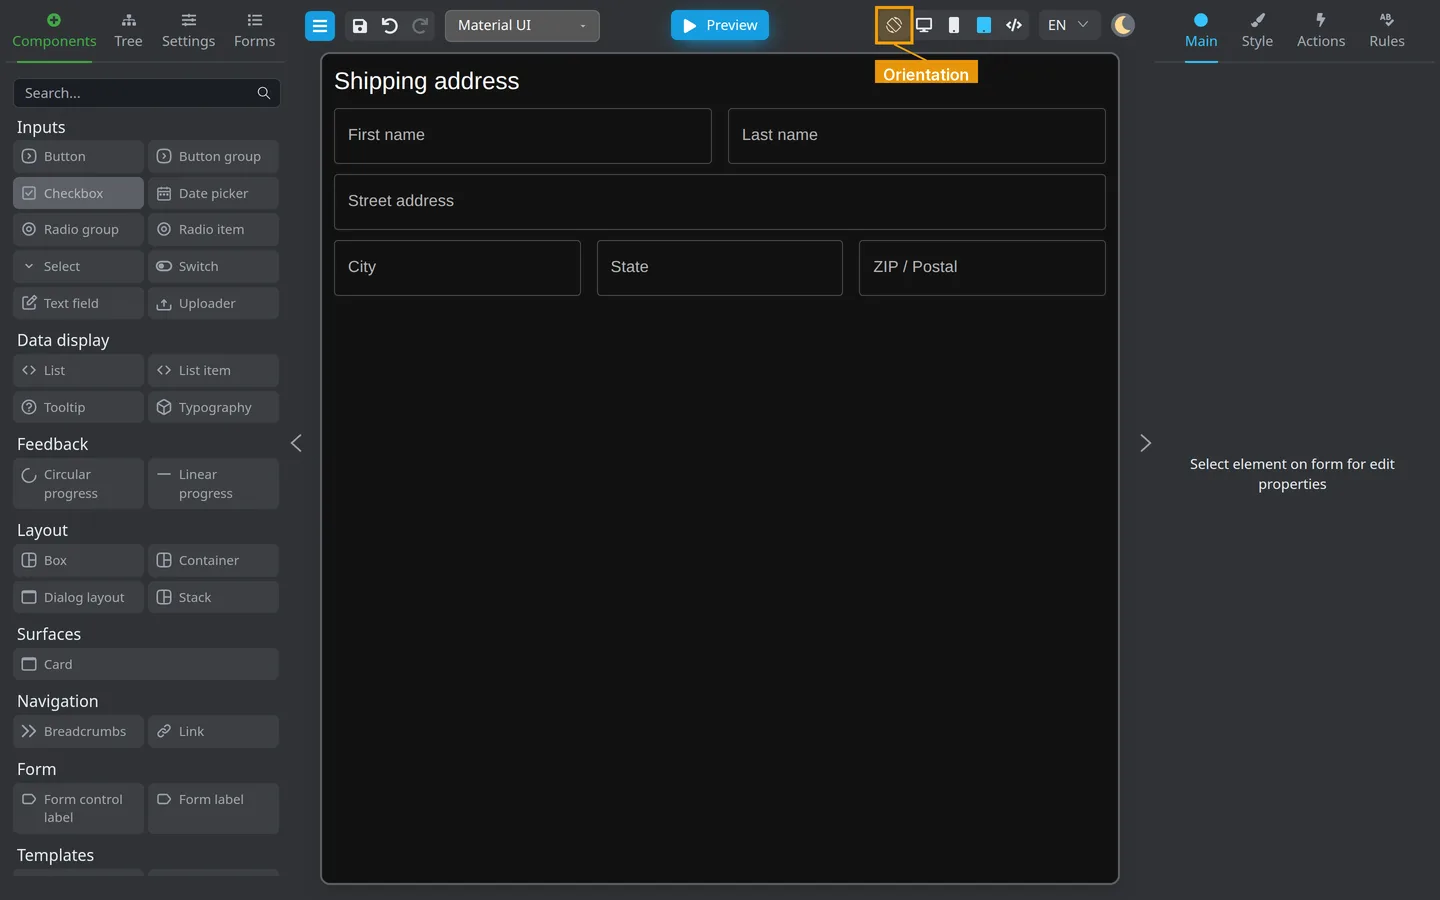 Components
Tree
Settings
Forms
Material UI
Preview
EN
Main
Style
Actions
AB
Rules
Orientation
Search...
Inputs
Button
Button group
Checkbox
Date picker
Radio group
Radio item
Select
Switch
Text field
Uploader
Data display
List
List item
Tooltip
Typography
Feedback
Circular
progress
Linear
progress
Layout
Box
Container
Dialog layout
Stack
Surfaces
Card
Navigation
Breadcrumbs
Link
Form
Form control
label
Form label
Templates
Shipping address
First name
Last name
Street address
City
State
ZIP / Postal
Select element on form for edit
properties